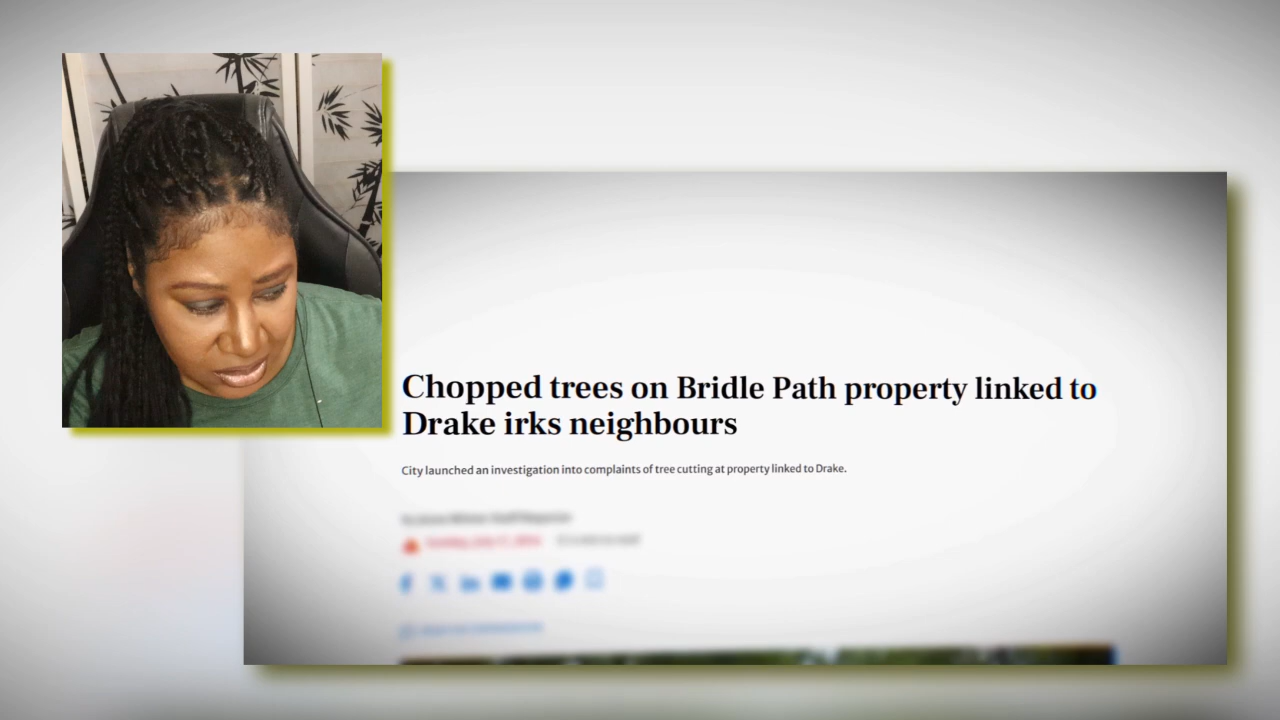 Chopped trees on Bridle Path property linked to
Drake irks neighbours
City launched an investigation into complaints of tree cutting at property linked to Drake.